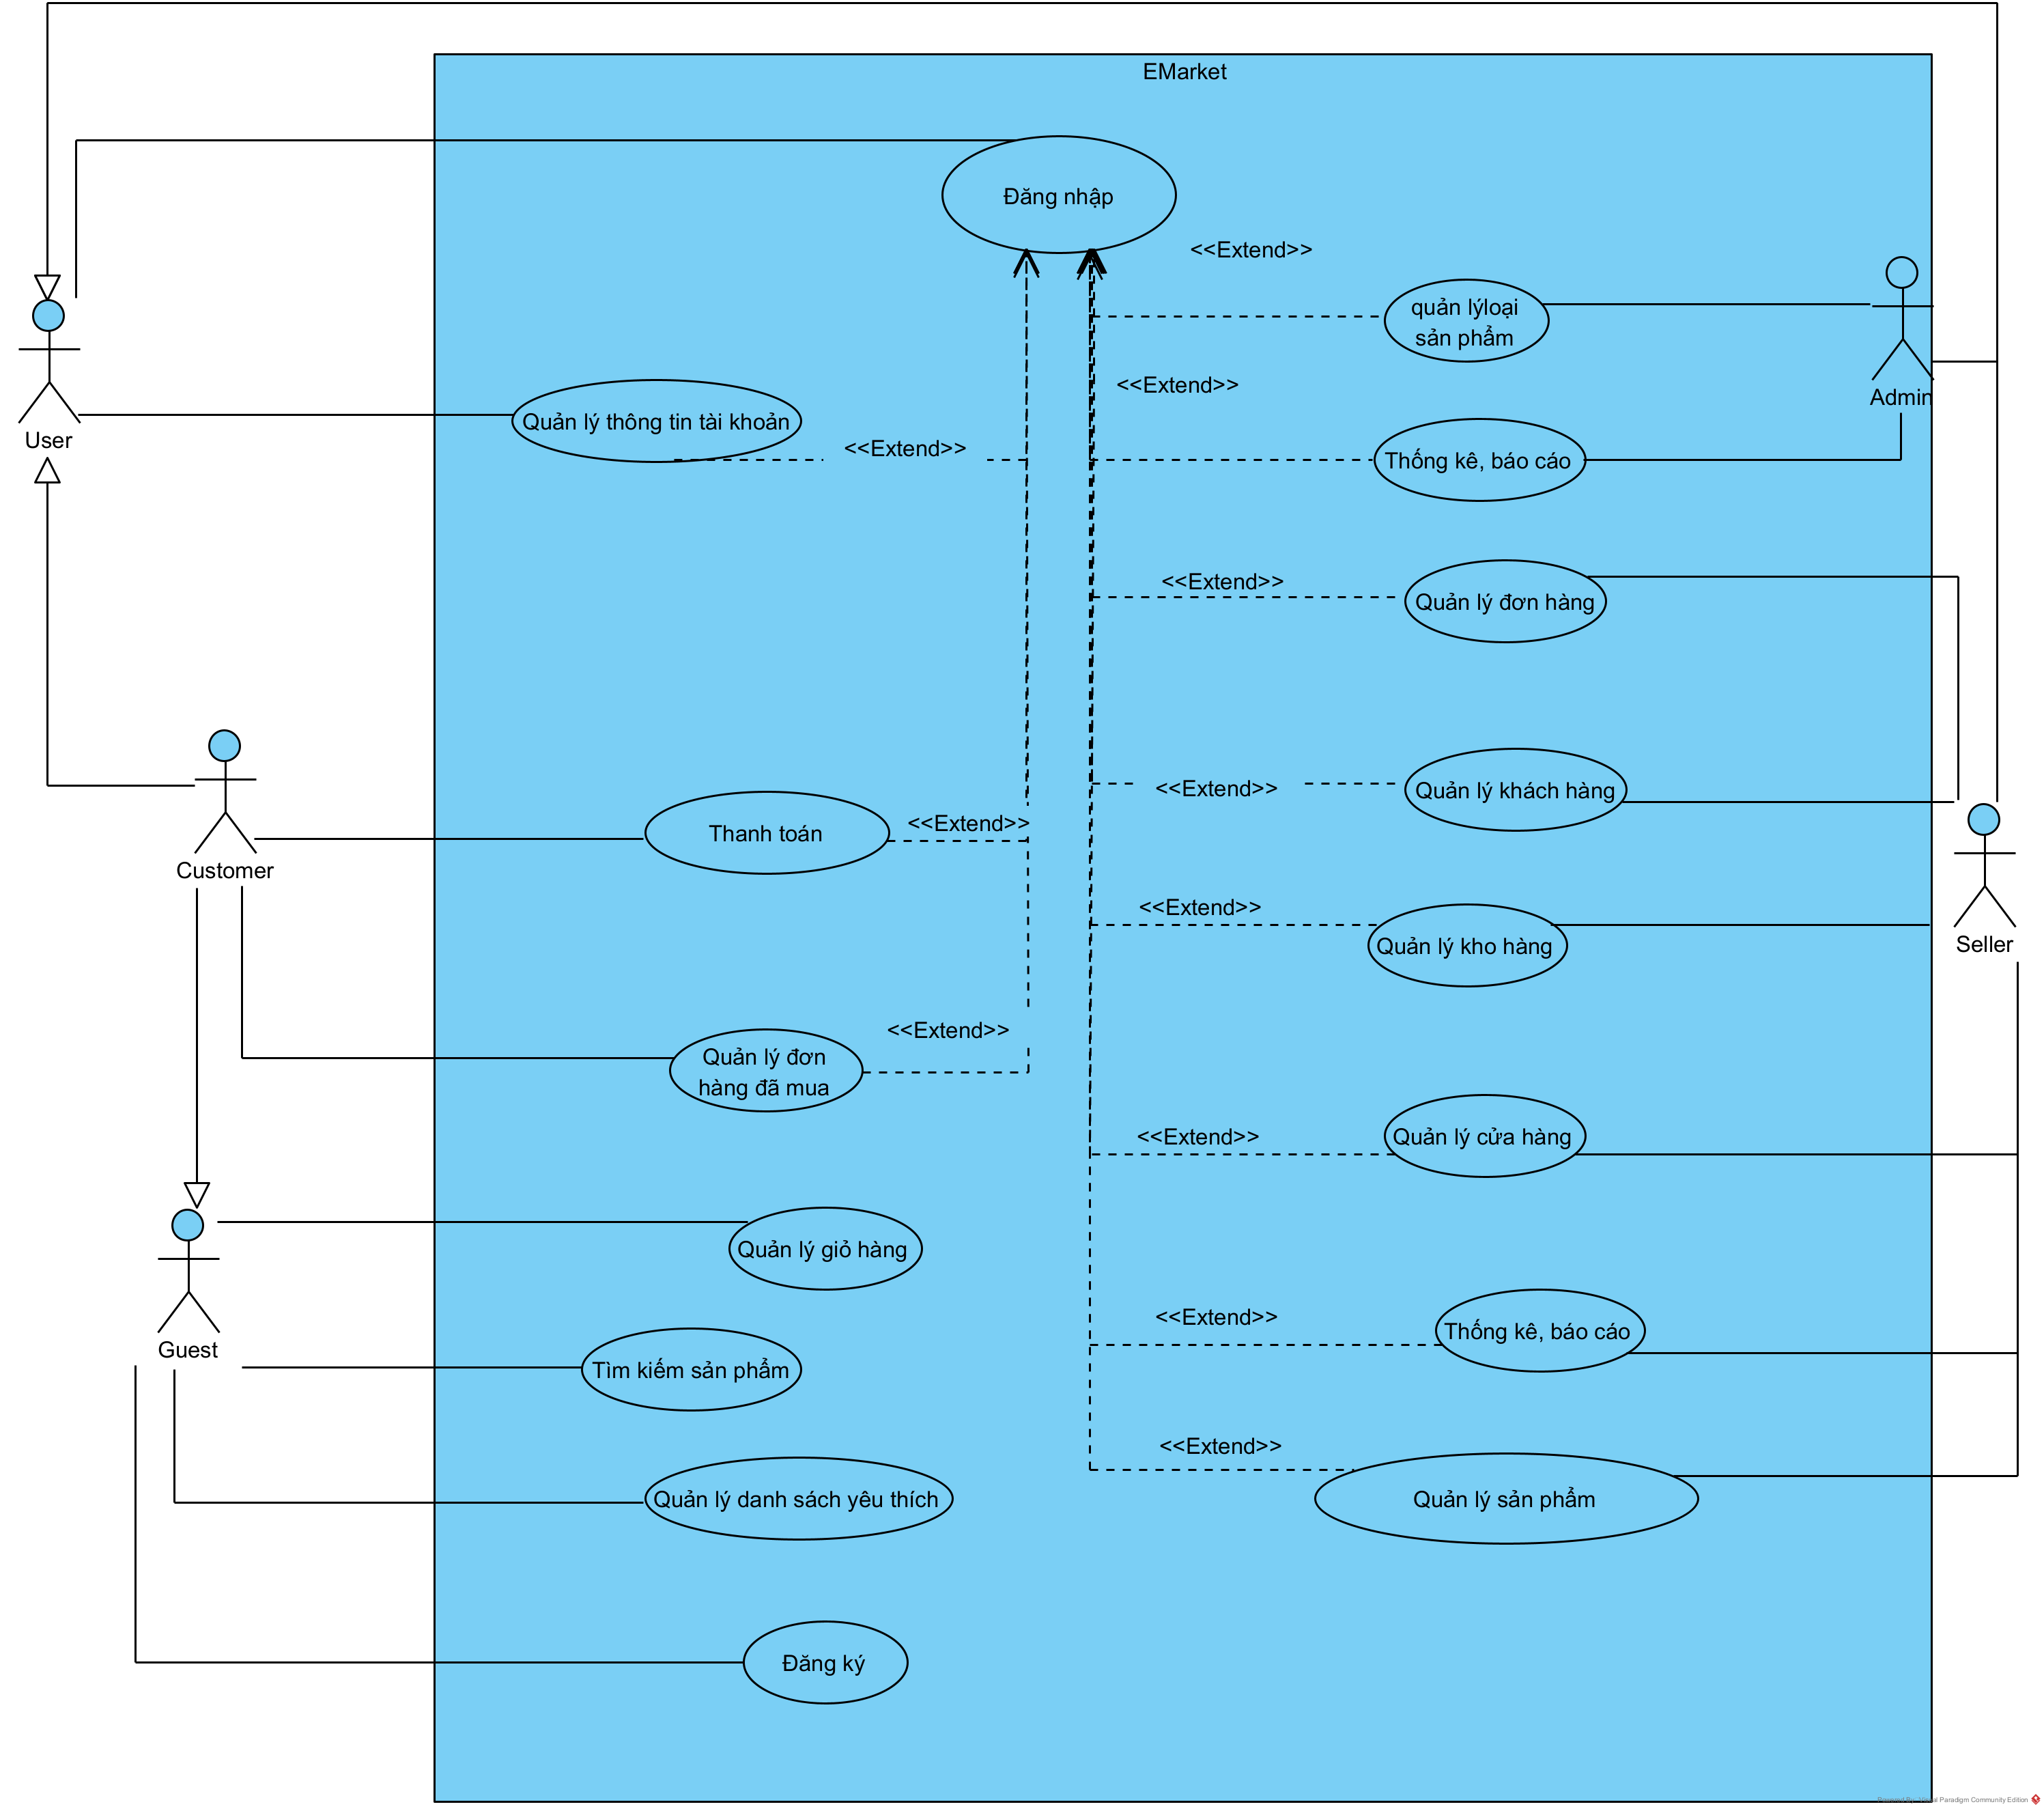 EMarket
Đăng nhập
<<Extend>>
quản lýloại
sản phẩm
<<Extend>>
Admin
User
Quản lý thông tin tài khoản
<<Extend>>
Thống kê, báo cáo
<<Extend>>
Quản lý đơn hàng
<<Extend>>
Quản lý khách hàng
Thanh toán
<<Extend>>
Customer
<<Extend>>
Quản lý kho hàng
Seller
<<Extend>>
Quản lý đơn
hàng đã mua
<<Extend>>
Quản lý cửa hàng
Quản lý giỏ hàng
<<Extend>>
Thống kê, báo cáo
Guest
Tìm kiếm sản phẩm
<<Extend>>
Quản lý danh sách yêu thích
Quản lý sản phẩm
Đăng ký
Powered By Visual Paradigm Community Edition